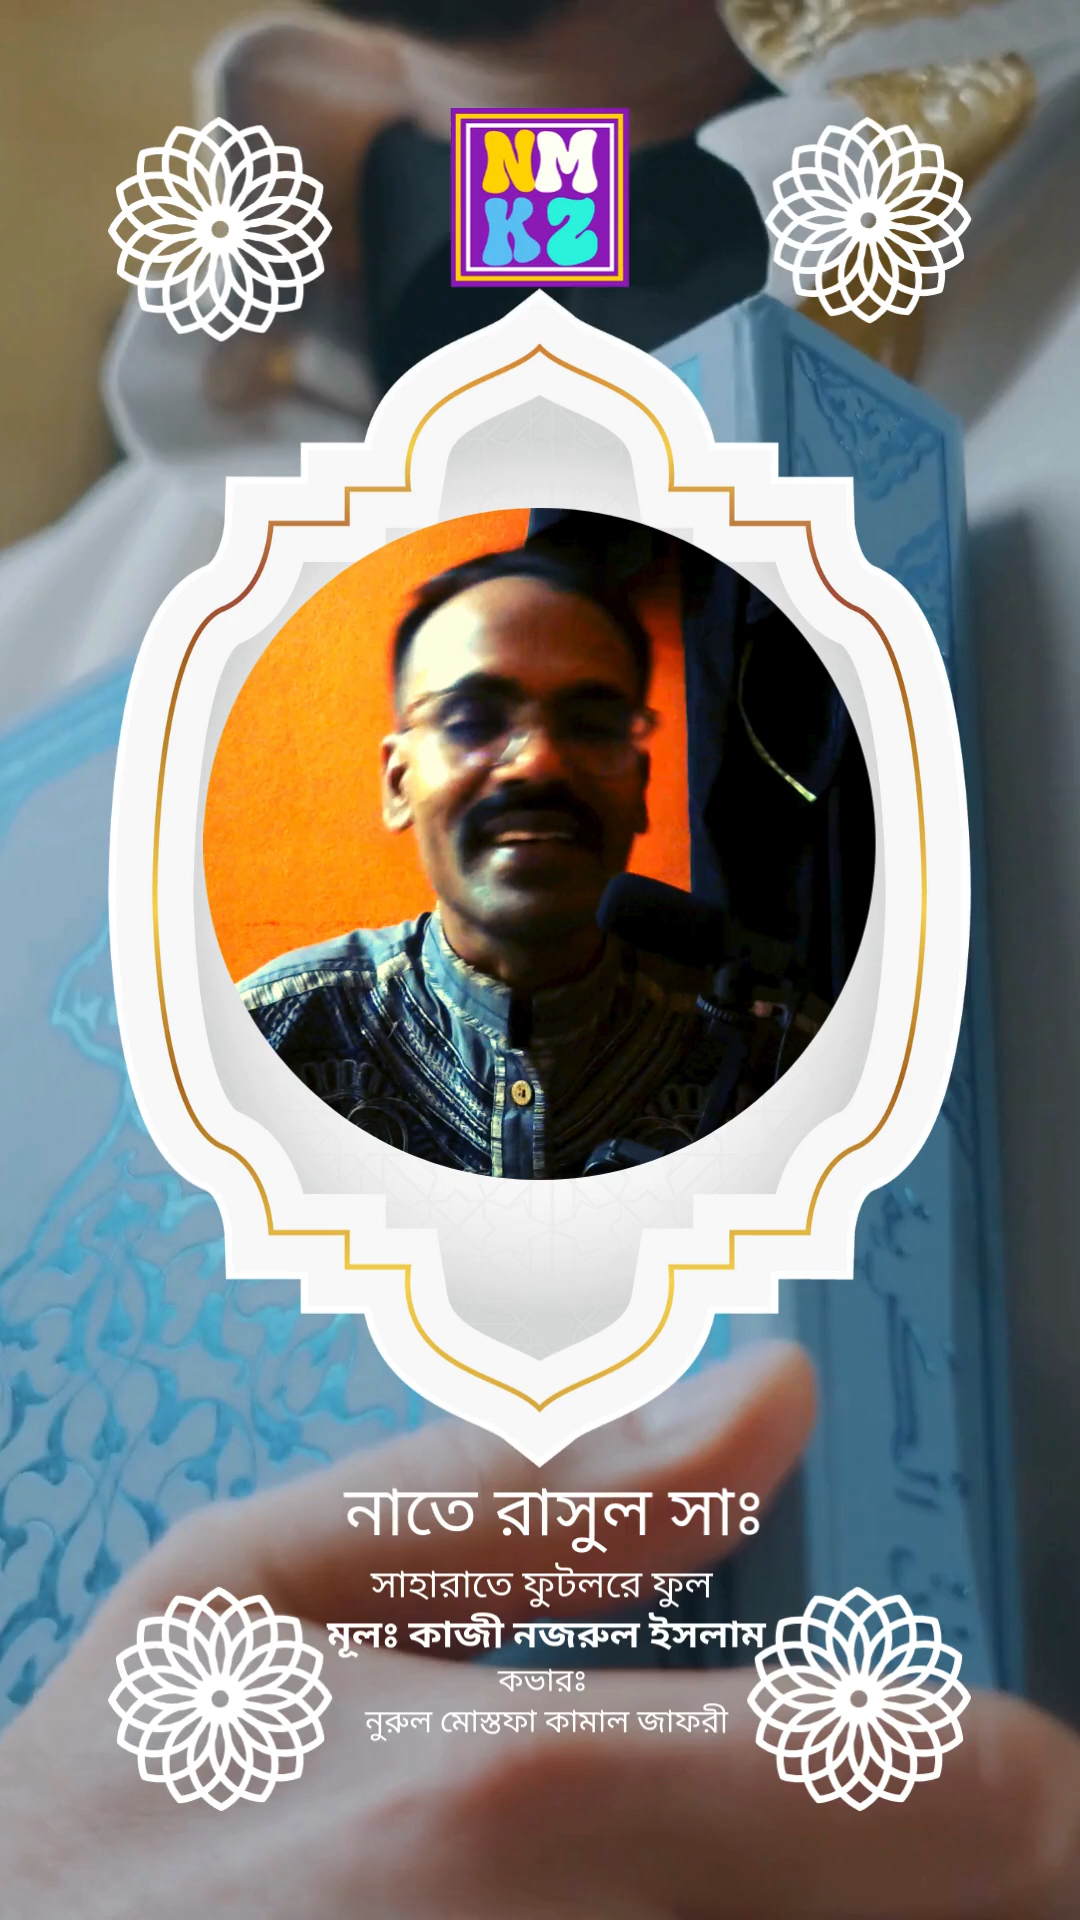 NM
KZ
নাতে রাসুল সাঃ
সাহারাতে ফুটলরে ফুল
মূলঃ কাজী নজরুল ইসলাম
কভারঃ
নুরুল মোস্তফা কামাল জাফরী